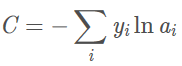 C = − ∑_i y_i ln a_i